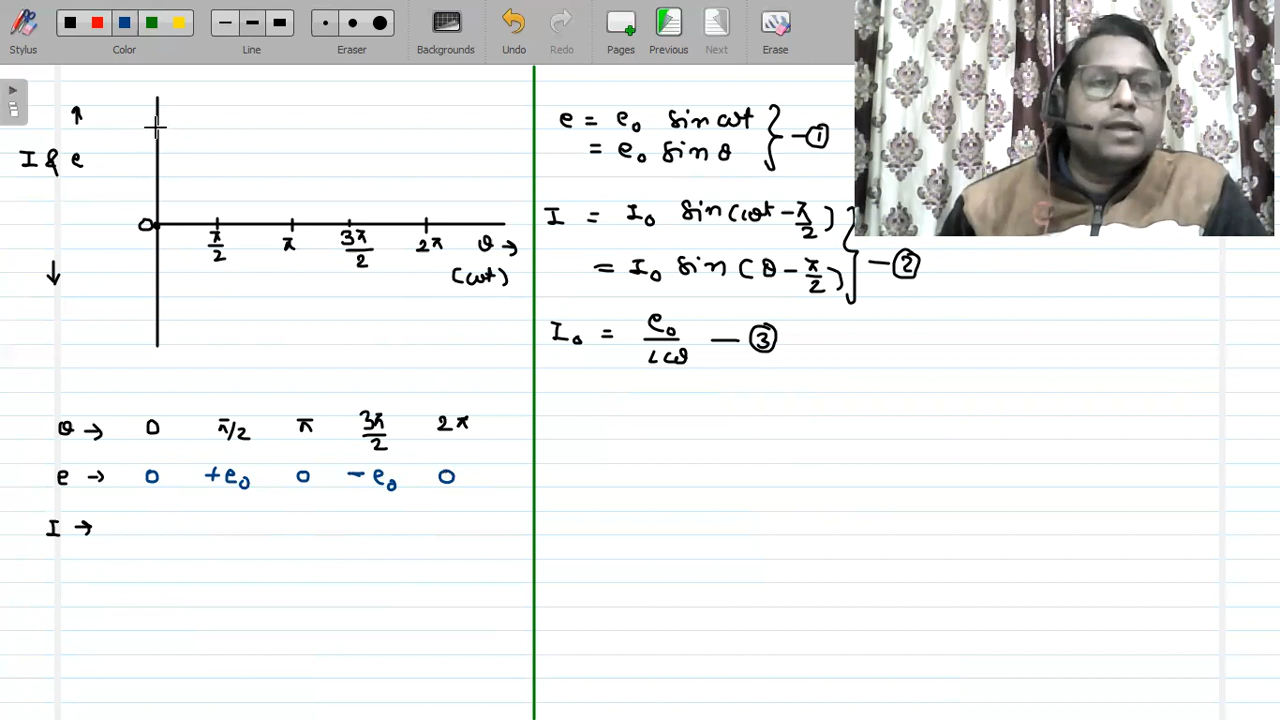 Stylus
Color
Line
Eraser
Backgrounds
Undo
Redo
Pages
Previous
Next
Erase
I & e
0 π/2 π 3π/2 2π θ →
(ωt)
θ → 0 π/2 π 3π/2 2π
e → 0 +e₀ 0 -e₀ 0
I →
e = e₀ sin ωt
= e₀ sin θ } — ①
I = I₀ sin(ωt - π/2)
= I₀ sin (θ - π/2) } — ②
I₀ = e₀/Lω — ③